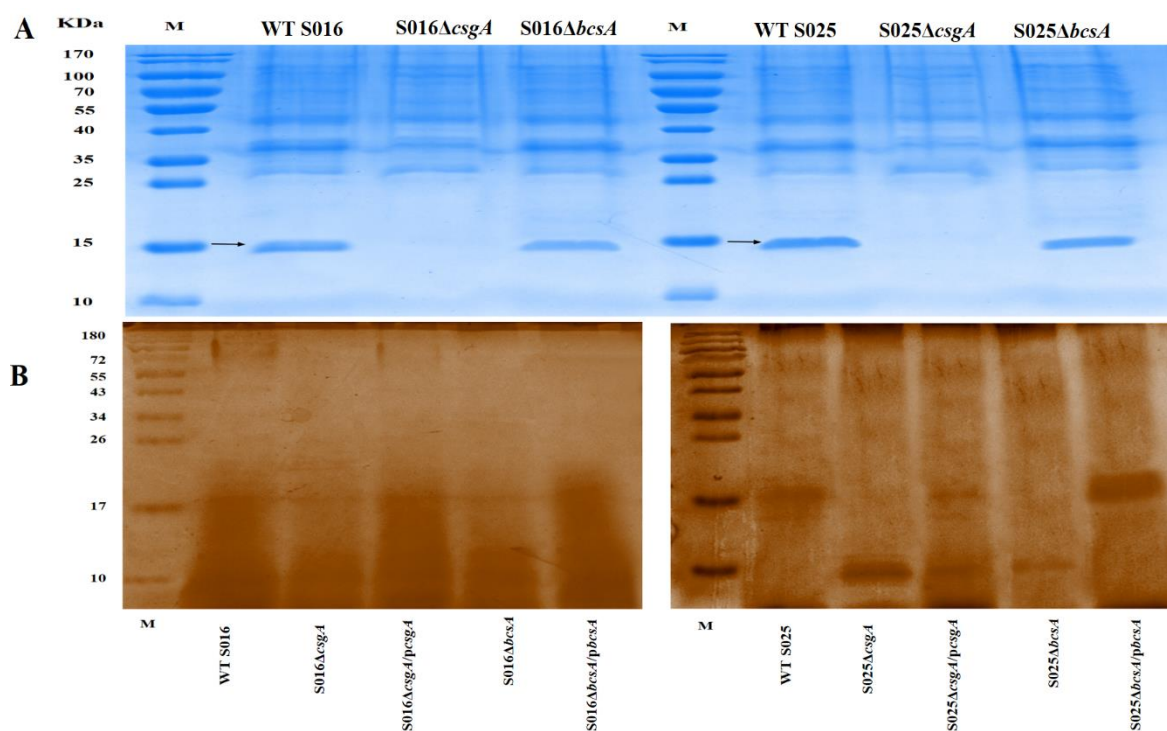 KDa
A
M
WT S016
S016ΔcsgA
S016ΔbcsA
M
WT S025
S025ΔcsgA
S025ΔbcsA
170
100
70
55
40
35
25
15
10
B
180
72
55
43
34
26
17
10
M
WT S016
S016ΔcsgA
S016ΔcsgA/pcsgA
S016ΔbcsA
S016ΔbcsA/pbcsA
M
WT S025
S025ΔcsgA
S025ΔcsgA/pcsgA
S025ΔbcsA
S025ΔbcsA/pbcsA